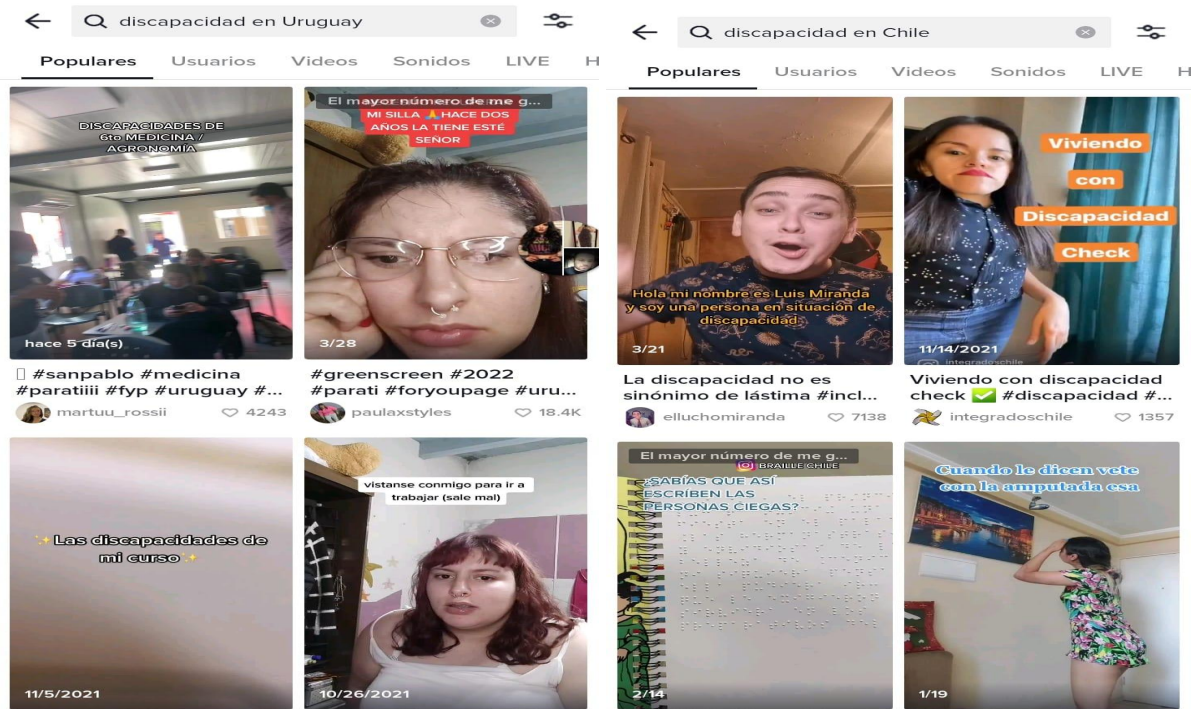 discapacidad en Uruguay
Populares Usuarios Videos Sonidos LIVE H
DISCAPACIDADES DE
6to MEDICINA /
AGRONOMÍA
hace 5 día(s)
#sanpablo #medicina
#paratiiiii #fyp #uruguay #...
martuu_rossii 4243
El mayor número de me g...
MI SILLA 🙏HACE DOS
AÑOS LA TIENE ESTÉ
SEÑOR
3/28
#greenscreen #2022
#parati #foryoupage #uru...
paulaxstyles 18.4K
✨Las discapacidades de
mi curso✨
11/5/2021
vistanse conmigo para ir a
trabajar (sale mal)
10/26/2021
discapacidad en Chile
Populares Usuarios Videos Sonidos LIVE H
Hola mi nombre es Luis Miranda
y soy una persona en situación de
discapacidad
3/21
La discapacidad no es
sinónimo de lástima #incl...
elluchomiranda 7138
Viviendo
con
Discapacidad
Check
11/14/2021
integradoschile
Viviendo con discapacidad
check ✅ #discapacidad #...
integradoschile 1357
El mayor número de me g...
BRAILLE CHILE
¿SABÍAS QUE ASÍ
ESCRÍBEN LAS
PERSONAS CIEGAS?
2/14
Cuando le dicen vete
con la amputada esa
1/19